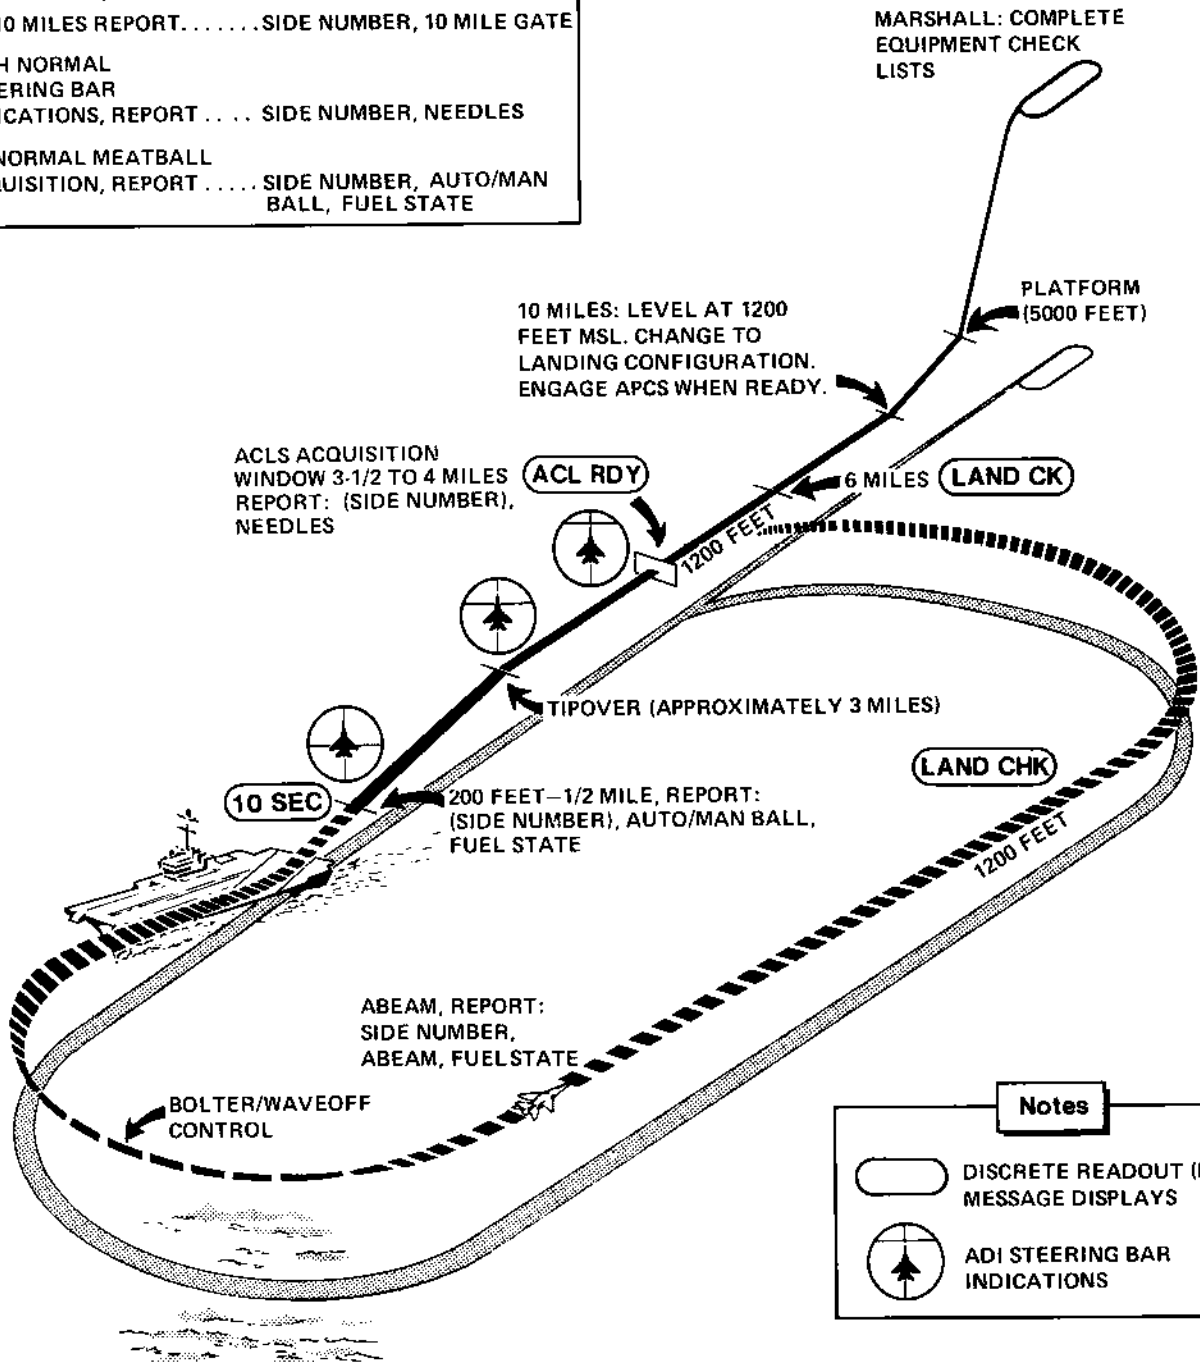 10 MILES REPORT.......SIDE NUMBER, 10 MILE GATE
H NORMAL
ERING BAR
ICATIONS, REPORT .... SIDE NUMBER, NEEDLES
NORMAL MEATBALL
QUISITION, REPORT ..... SIDE NUMBER, AUTO/MAN
BALL, FUEL STATE
MARSHALL: COMPLETE
EQUIPMENT CHECK
LISTS
PLATFORM
(5000 FEET)
10 MILES: LEVEL AT 1200
FEET MSL. CHANGE TO
LANDING CONFIGURATION.
ENGAGE APCS WHEN READY.
ACLS ACQUISITION
WINDOW 3-1/2 TO 4 MILES
REPORT: (SIDE NUMBER),
NEEDLES
ACL RDY
6 MILES
LAND CK
1200 FEET
TIPOVER (APPROXIMATELY 3 MILES)
LAND CHK
10 SEC
200 FEET–1/2 MILE, REPORT:
(SIDE NUMBER), AUTO/MAN BALL,
FUEL STATE
1200 FEET
ABEAM, REPORT:
SIDE NUMBER,
ABEAM, FUEL STATE
BOLTER/WAVEOFF
CONTROL
Notes
DISCRETE READOUT (
MESSAGE DISPLAYS
ADI STEERING BAR
INDICATIONS